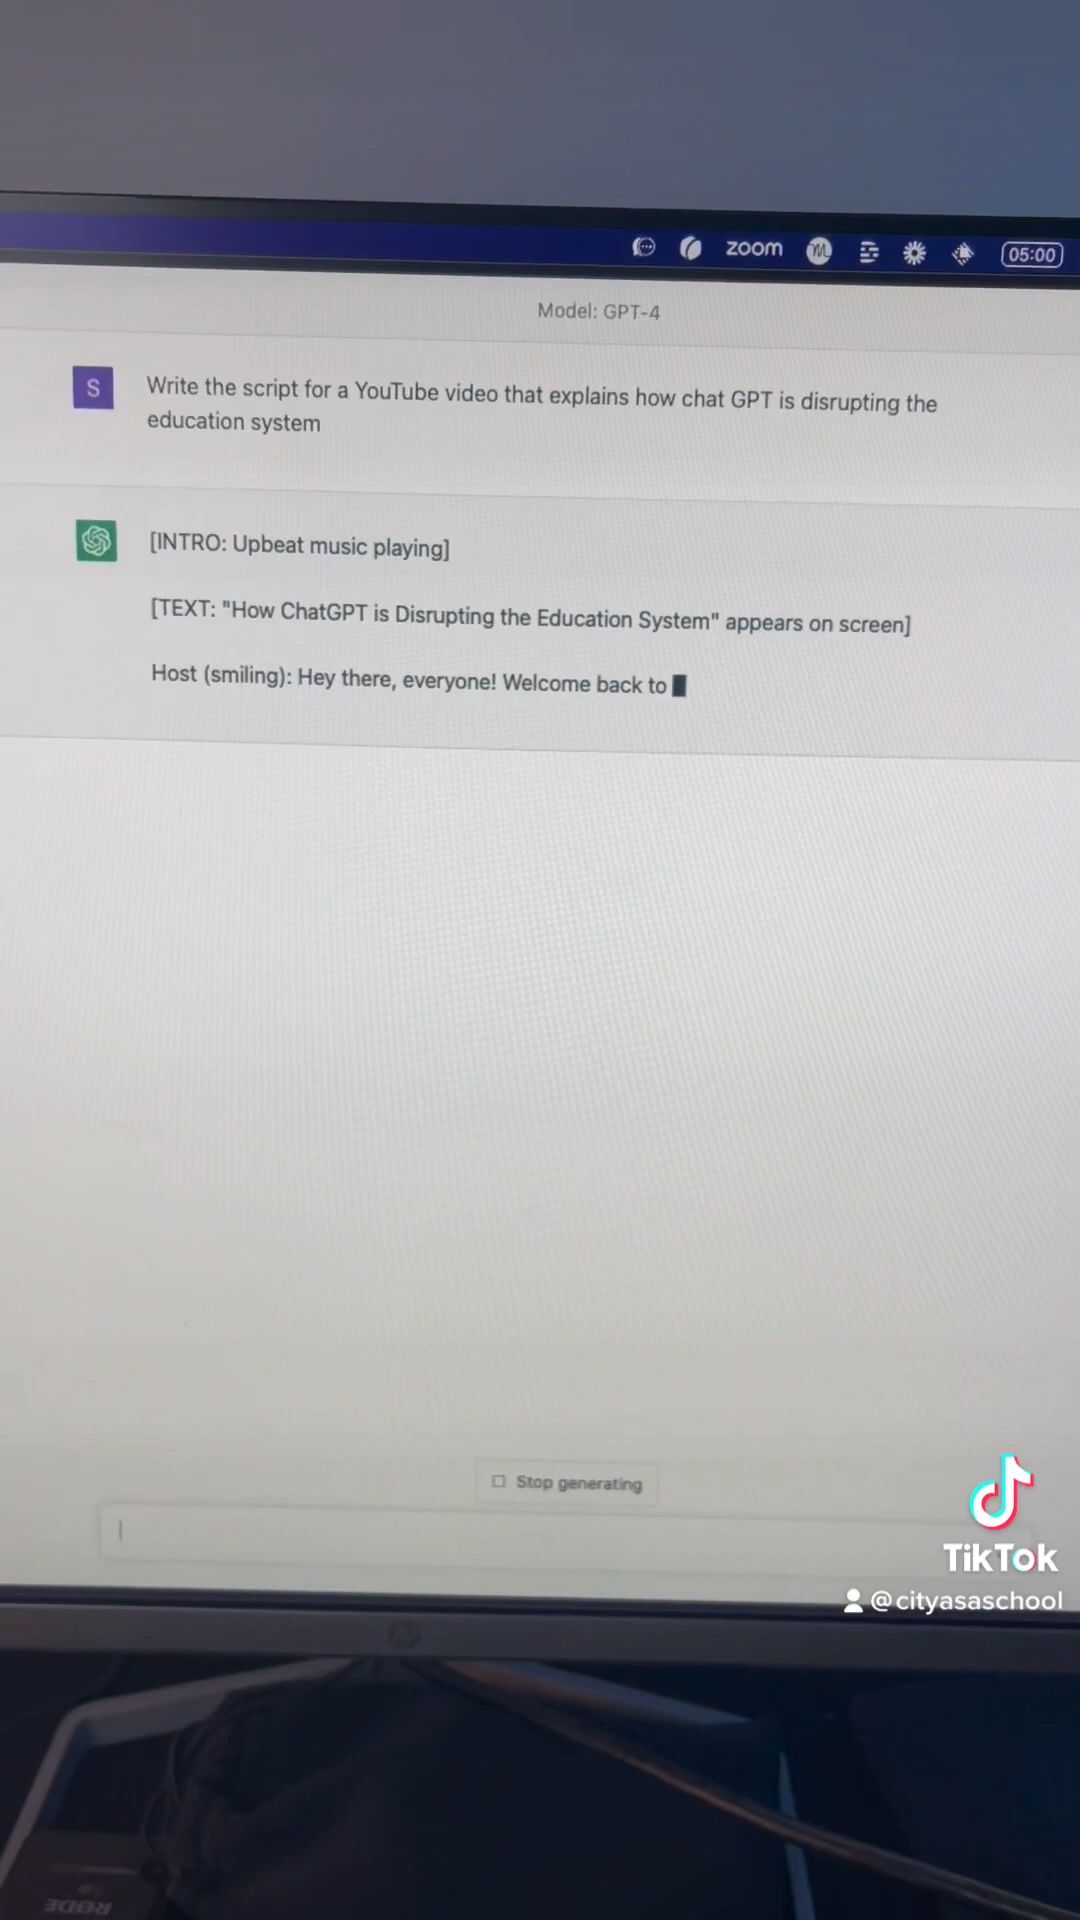 zoom
05:00
Model: GPT-4
S
Write the script for a YouTube video that explains how chat GPT is disrupting the
education system
[INTRO: Upbeat music playing]
[TEXT: "How ChatGPT is Disrupting the Education System" appears on screen]
Host (smiling): Hey there, everyone! Welcome back to
Stop generating
TikTok
@cityasaschool
RØDE